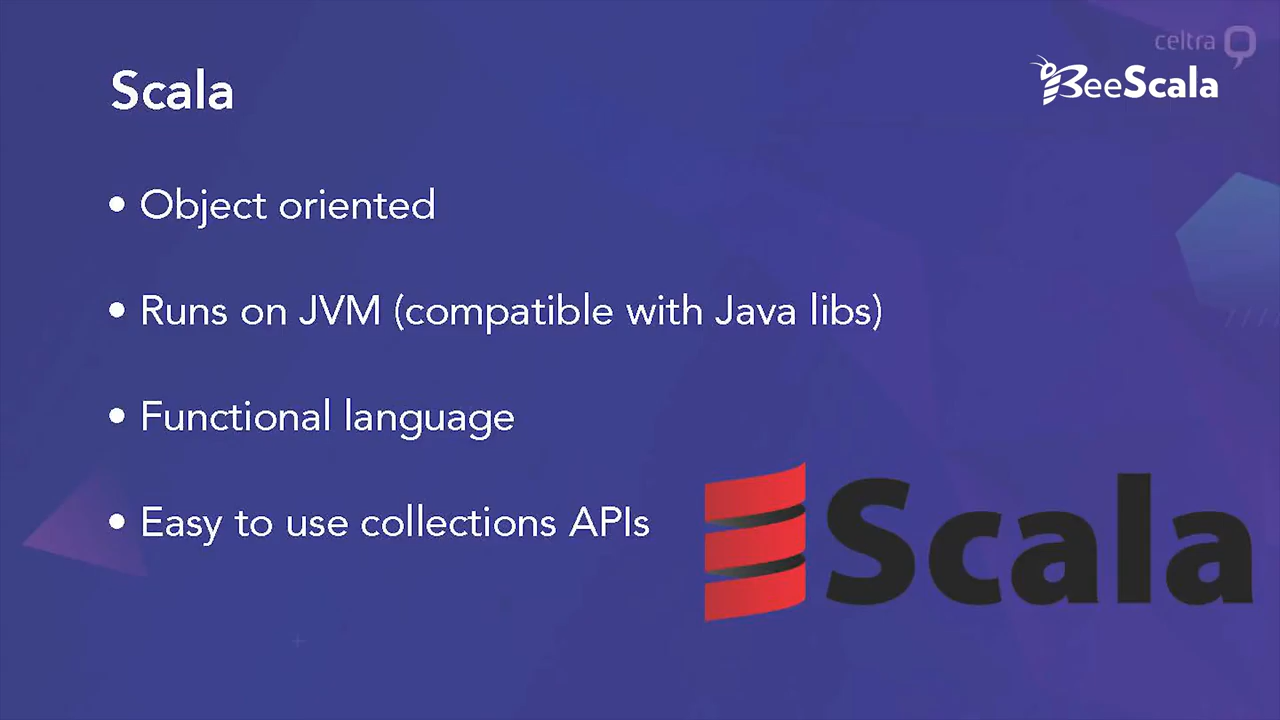 celtra
BeeScala
Scala
• Object oriented
• Runs on JVM (compatible with Java libs)
• Functional language
• Easy to use collections APIs
Scala